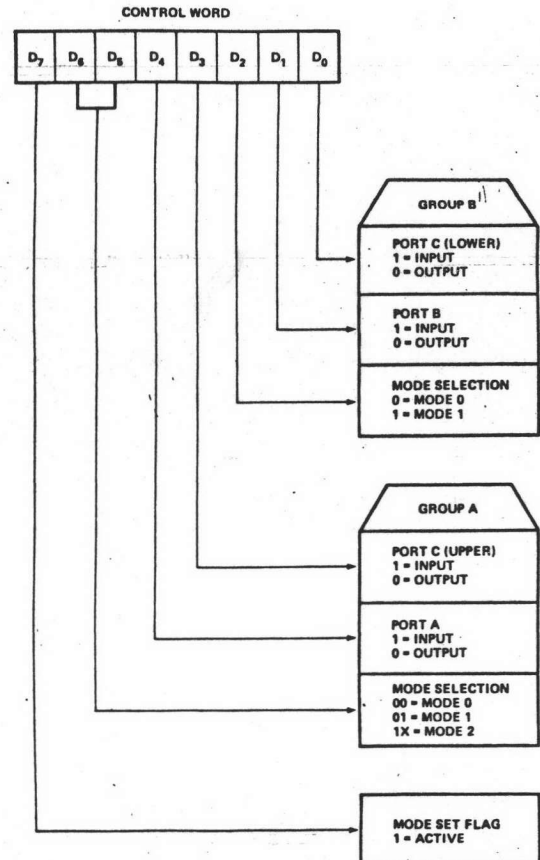 CONTROL WORD
D7 D6 D5 D4 D3 D2 D1 D0
GROUP B
PORT C (LOWER)
1 = INPUT
0 = OUTPUT
PORT B
1 = INPUT
0 = OUTPUT
MODE SELECTION
0 = MODE 0
1 = MODE 1
GROUP A
PORT C (UPPER)
1 = INPUT
0 = OUTPUT
PORT A
1 = INPUT
0 = OUTPUT
MODE SELECTION
00 = MODE 0
01 = MODE 1
1X = MODE 2
MODE SET FLAG
1 = ACTIVE